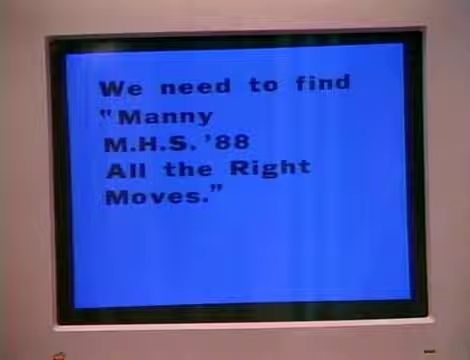 We need to find
"Manny
M.H.S. '88
All the Right
Moves."